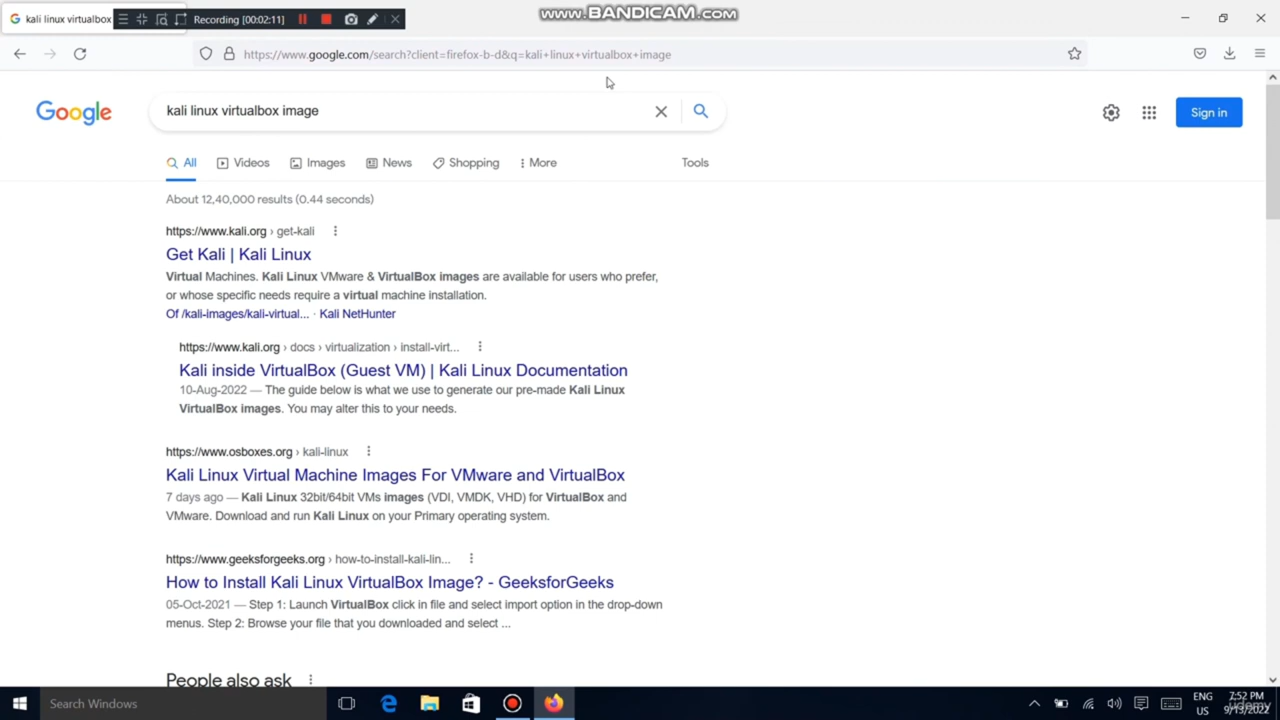 kali linux virtualbox
Recording [00:02:11]
www.BANDICAM.com
https://www.google.com/search?client=firefox-b-d&q=kali+linux+virtualbox+image
Google
kali linux virtualbox image
Sign in
All
Videos
Images
News
Shopping
More
Tools
About 12,40,000 results (0.44 seconds)
https://www.kali.org › get-kali
Get Kali | Kali Linux
Virtual Machines. Kali Linux VMware & VirtualBox images are available for users who prefer,
or whose specific needs require a virtual machine installation.
Of /kali-images/kali-virtual... · Kali NetHunter
https://www.kali.org › docs › virtualization › install-virt...
Kali inside VirtualBox (Guest VM) | Kali Linux Documentation
10-Aug-2022 — The guide below is what we use to generate our pre-made Kali Linux
VirtualBox images. You may alter this to your needs.
https://www.osboxes.org › kali-linux
Kali Linux Virtual Machine Images For VMware and VirtualBox
7 days ago — Kali Linux 32bit/64bit VMs images (VDI, VMDK, VHD) for VirtualBox and
VMware. Download and run Kali Linux on your Primary operating system.
https://www.geeksforgeeks.org › how-to-install-kali-lin...
How to Install Kali Linux VirtualBox Image? - GeeksforGeeks
05-Oct-2021 — Step 1: Launch VirtualBox click in file and select import option in the drop-down
menus. Step 2: Browse your file that you downloaded and select ...
People also ask
Search Windows
ENG
US
7:52 PM
9/13/2022
udemy